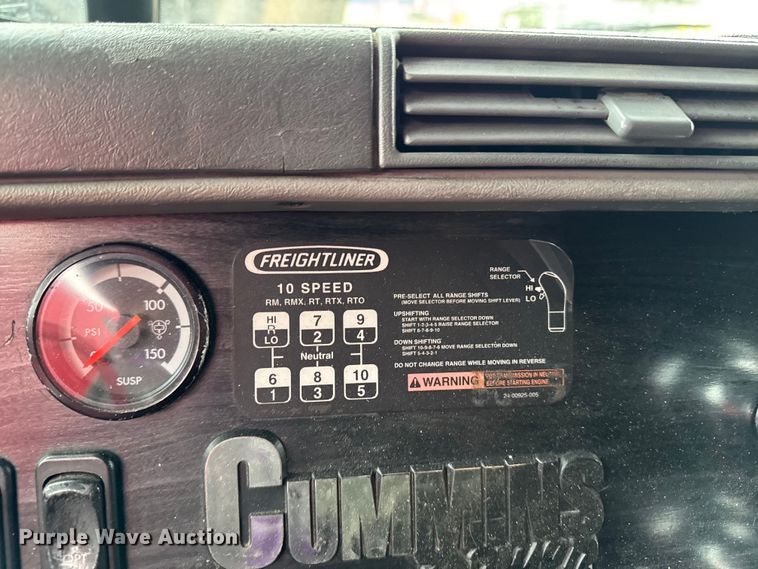 FREIGHTLINER
10 SPEED
RM, RMX, RT, RTX, RTO
HI 7 9
R
LO 2 4
Neutral
6 8 10
1 3 5
RANGE
SELECTOR
HI
LO
PRE-SELECT ALL RANGE SHIFTS
(MOVE SELECTOR BEFORE MOVING SHIFT LEVER)
UPSHIFTING
START WITH RANGE SELECTOR DOWN
SHIFT 1-2-3-4-5 RAISE RANGE SELECTOR
SHIFT 6-7-8-9-10
DOWN SHIFTING
SHIFT 10-9-8-7-6 MOVE RANGE SELECTOR DOWN
SHIFT 5-4-3-2-1
DO NOT CHANGE RANGE WHILE MOVING IN REVERSE
WARNING TRANSMISSION IN NEUTRAL
BEFORE STARTING ENGINE
24-00925-005
50 100
PSI
0 150
SUSP
CUMMINS
OPT
Purple Wave Auction